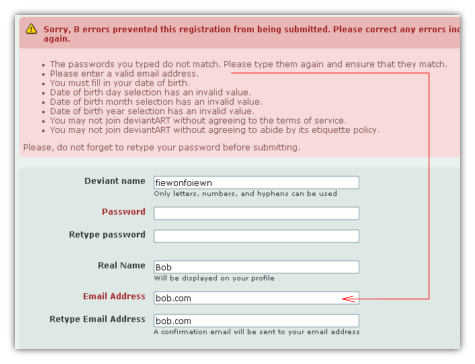 Sorry, 8 errors prevented this registration from being submitted. Please correct any errors
again.
The passwords you typed do not match. Please type them again and ensure that they match.
Please enter a valid email address.
You must fill in your date of birth.
Date of birth day selection has an invalid value.
Date of birth month selection has an invalid value.
Date of birth year selection has an invalid value.
You may not join deviantART without agreeing to the terms of service.
You may not join deviantART without agreeing to abide by its etiquette policy.
Please, do not forget to retype your password before submitting.
Deviant name fiewonfoiewn
Only letters, numbers, and hyphens can be used
Password
Retype password
Real Name Bob
Will be displayed on your profile
Email Address bob.com
Retype Email Address bob.com
A confirmation email will be sent to your email address